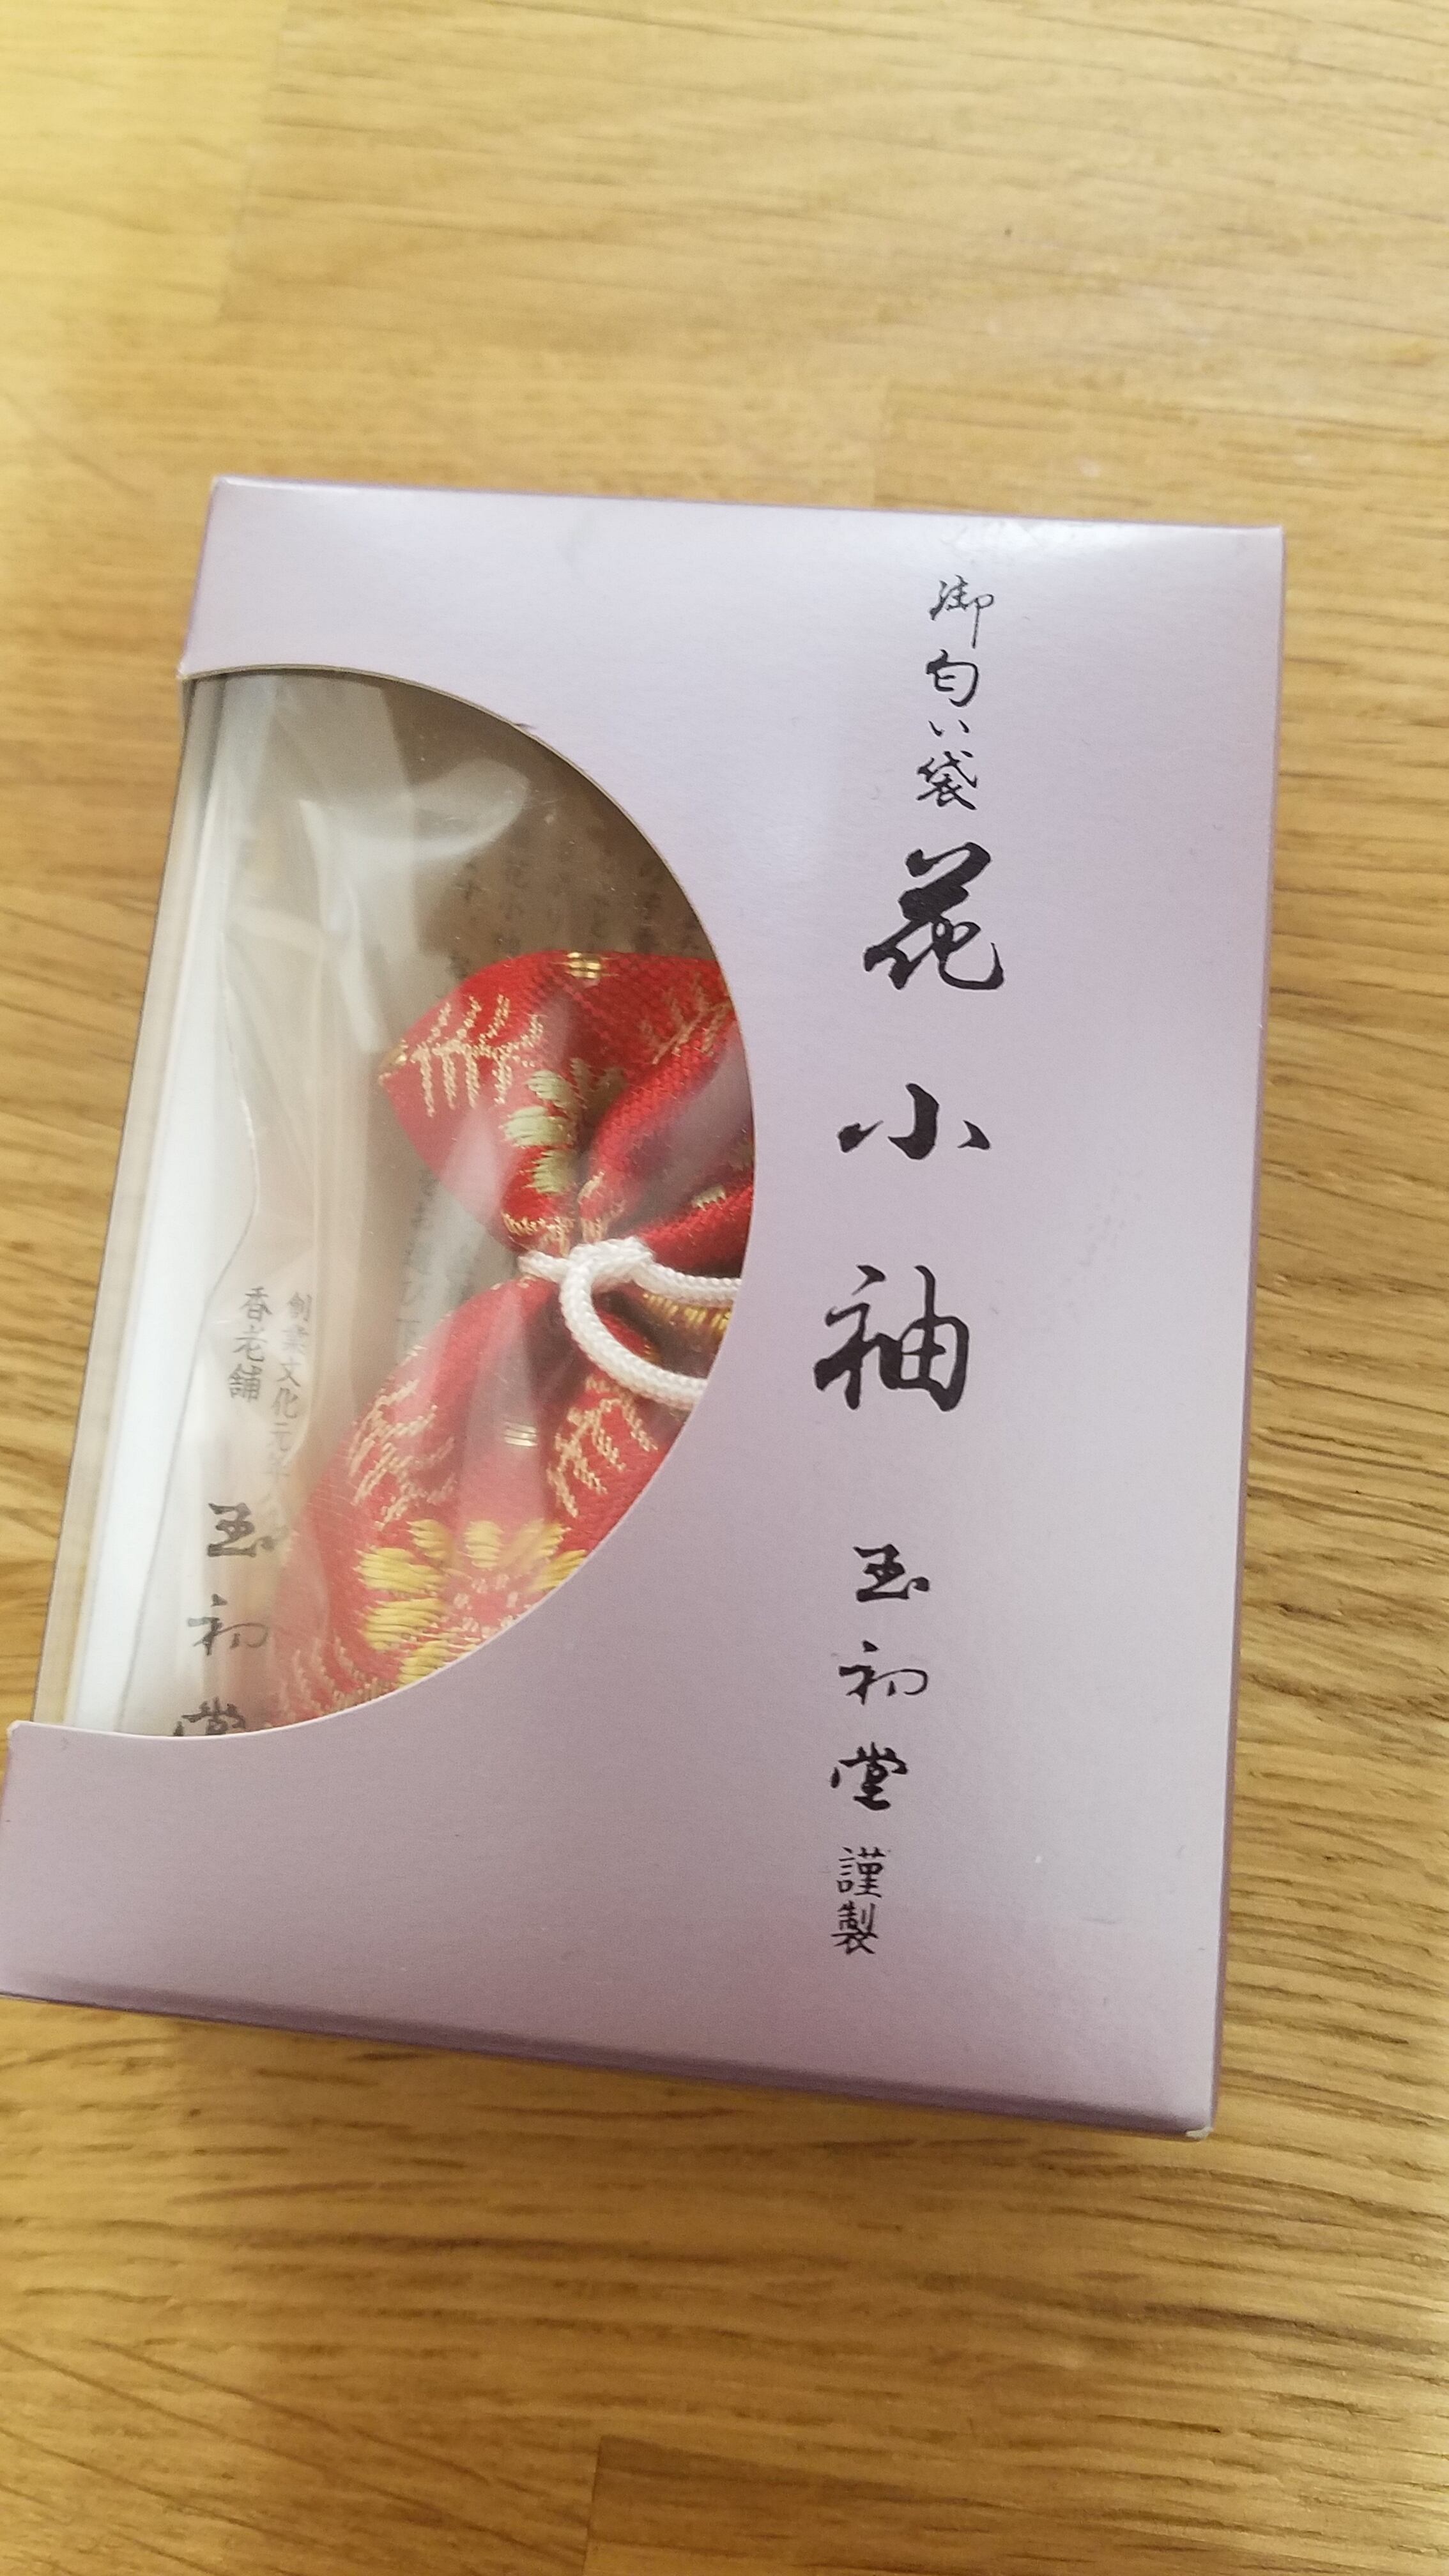 御匂い袋 花小袖 玉初堂 謹製
創業文化元年
香老舗 玉初堂